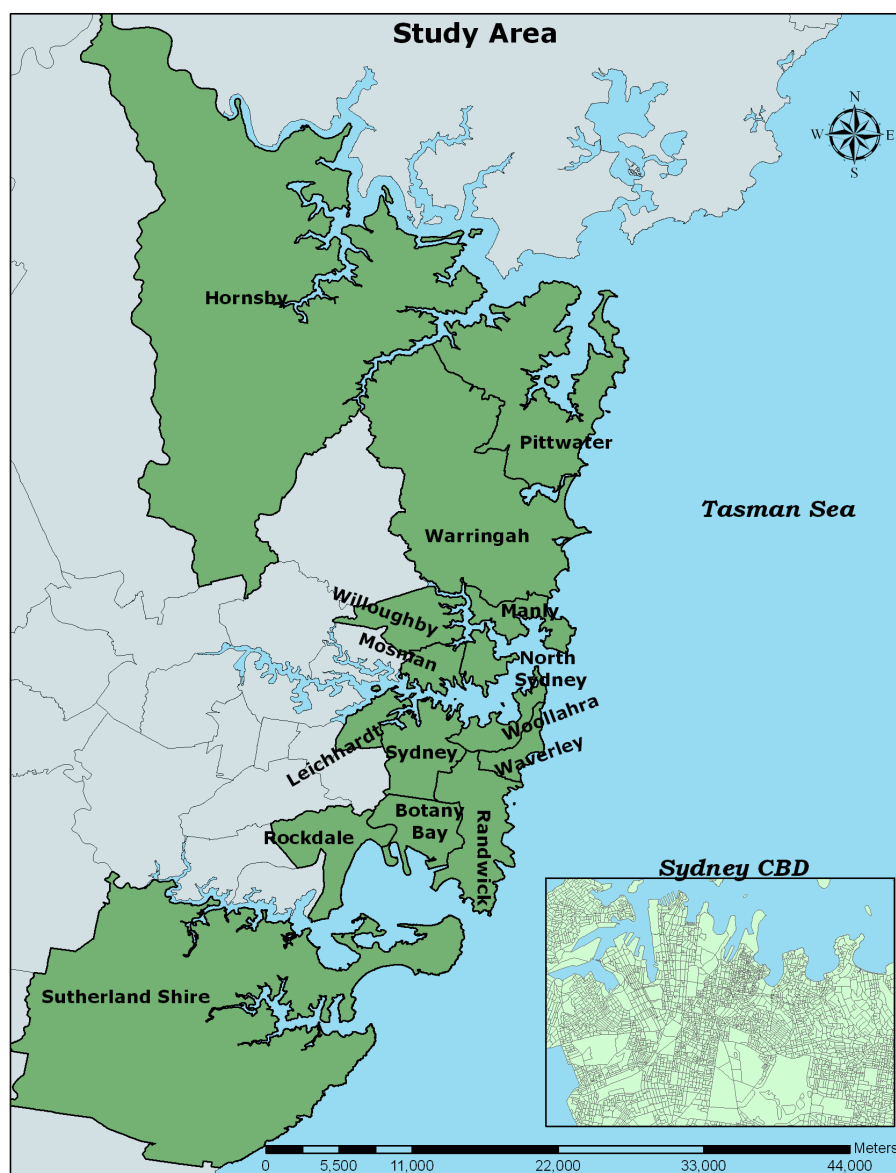 Study Area
N
W
E
S
Hornsby
Pittwater
Tasman Sea
Warringah
Willoughby
Manly
Mosman
North
Sydney
Woollahra
Leichhardt
Sydney
Waverley
Botany
Bay
Rockdale
Randwick
Sydney CBD
Sutherland Shire
Meters
0
5,500
11,000
22,000
33,000
44,000